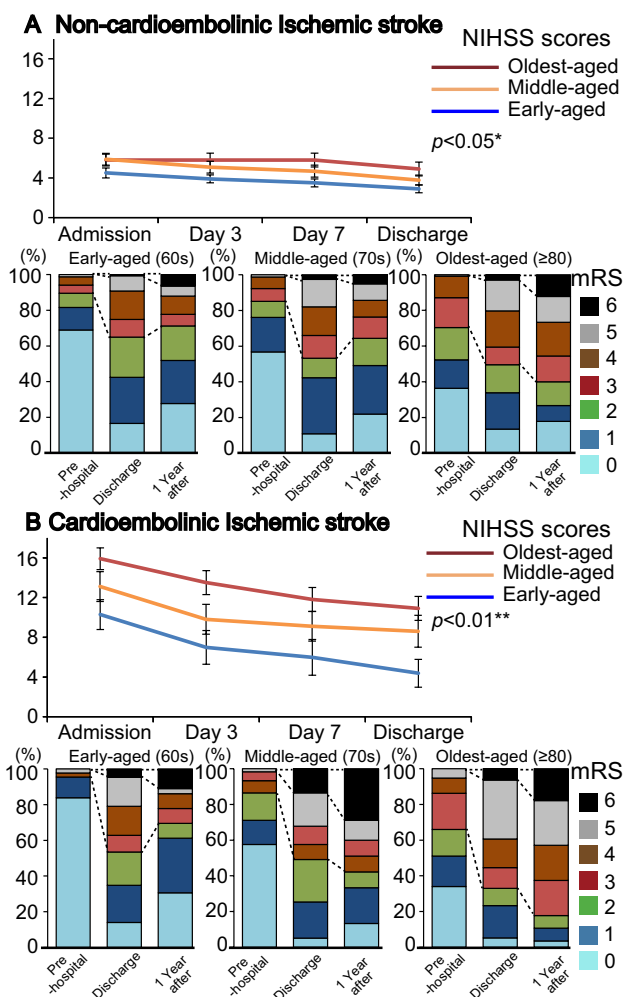 A Non-cardioembolinic Ischemic stroke
NIHSS scores
Oldest-aged
Middle-aged
Early-aged
p<0.05*
16
12
8
4
0
Admission Day 3 Day 7 Discharge
(%) Early-aged (60s) (%) Middle-aged (70s) (%) Oldest-aged (≥80)
100 100 100
80 80 80
60 60 60
40 40 40
20 20 20
0 0 0
mRS
6
5
4
3
2
1
0
Pre -hospital Discharge 1 Year after
Pre -hospital Discharge 1 Year after
Pre -hospital Discharge 1 Year after
B Cardioembolinic Ischemic stroke
NIHSS scores
Oldest-aged
Middle-aged
Early-aged
p<0.01**
16
12
8
4
0
Admission Day 3 Day 7 Discharge
(%) Early-aged (60s) (%) Middle-aged (70s) (%) Oldest-aged (≥80)
100 100 100
80 80 80
60 60 60
40 40 40
20 20 20
0 0 0
mRS
6
5
4
3
2
1
0
Pre -hospital Discharge 1 Year after
Pre -hospital Discharge 1 Year after
Pre -hospital Discharge 1 Year after